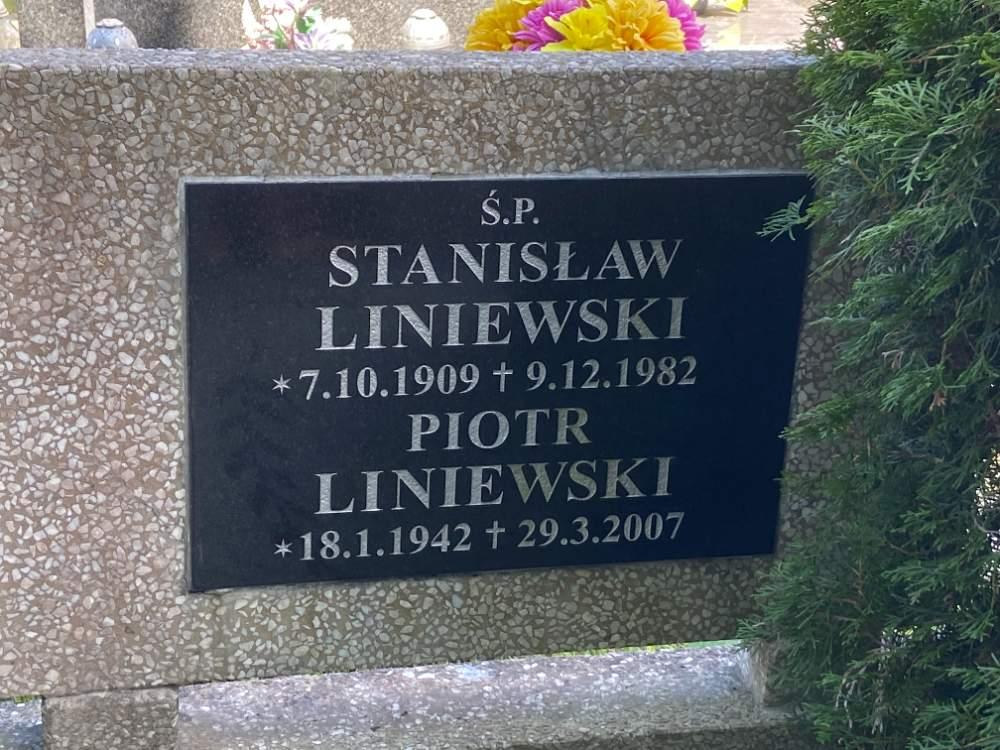 Ś.P.
STANISŁAW
LINIEWSKI
*7.10.1909 † 9.12.1982
PIOTR
LINIEWSKI
*18.1.1942 † 29.3.2007